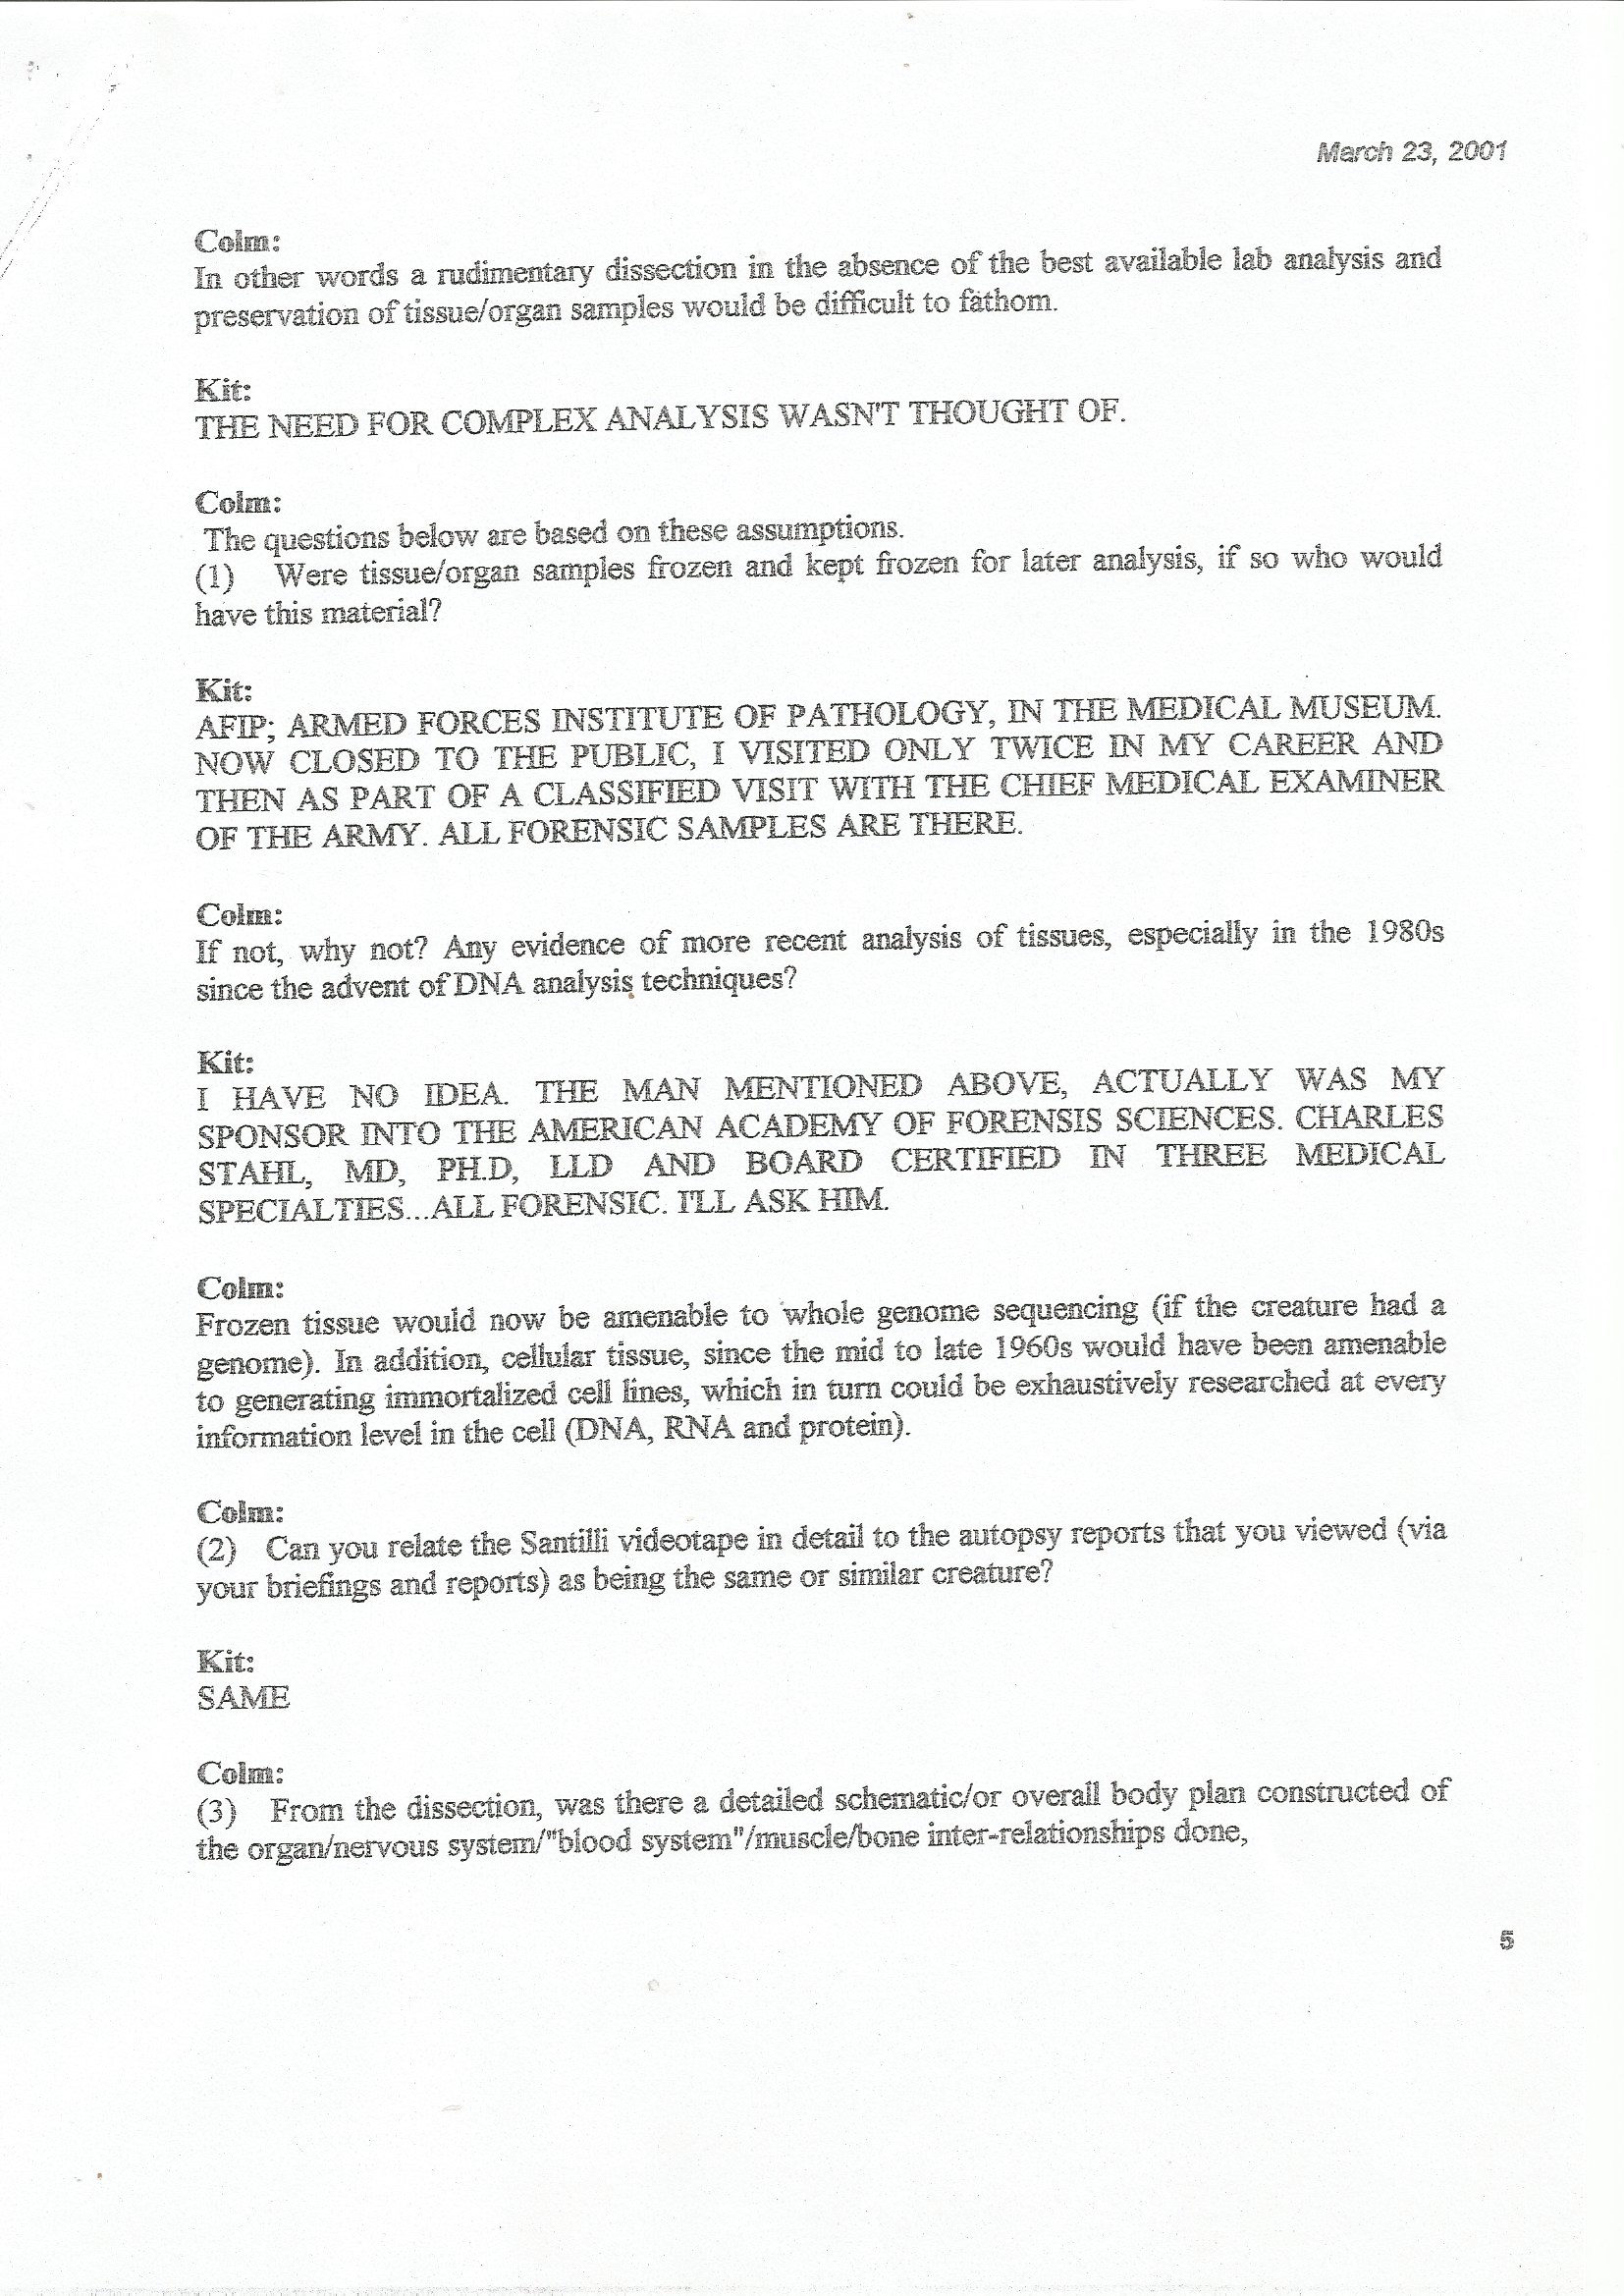 March 23, 2001
Colm:
In other words a rudimentary dissection in the absence of the best available lab analysis and
preservation of tissue/organ samples would be difficult to fathom.
Kit:
THE NEED FOR COMPLEX ANALYSIS WASN'T THOUGHT OF.
Colm:
The questions below are based on these assumptions.
(1) Were tissue/organ samples frozen and kept frozen for later analysis, if so who would
have this material?
Kit:
AFIP; ARMED FORCES INSTITUTE OF PATHOLOGY, IN THE MEDICAL MUSEUM.
NOW CLOSED TO THE PUBLIC, I VISITED ONLY TWICE IN MY CAREER AND
THEN AS PART OF A CLASSIFIED VISIT WITH THE CHIEF MEDICAL EXAMINER
OF THE ARMY. ALL FORENSIC SAMPLES ARE THERE.
Colm:
If not, why not? Any evidence of more recent analysis of tissues, especially in the 1980s
since the advent of DNA analysis techniques?
Kit:
I HAVE NO IDEA. THE MAN MENTIONED ABOVE, ACTUALLY WAS MY
SPONSOR INTO THE AMERICAN ACADEMY OF FORENSIS SCIENCES. CHARLES
STAHL, MD, PH.D, LLD AND BOARD CERTIFIED IN THREE MEDICAL
SPECIALTIES...ALL FORENSIC. I'LL ASK HIM.
Colm:
Frozen tissue would now be amenable to whole genome sequencing (if the creature had a
genome). In addition, cellular tissue, since the mid to late 1960s would have been amenable
to generating immortalized cell lines, which in turn could be exhaustively researched at every
information level in the cell (DNA, RNA and protein).
Colm:
(2) Can you relate the Santilli videotape in detail to the autopsy reports that you viewed (via
your briefings and reports) as being the same or similar creature?
Kit:
SAME
Colm:
(3) From the dissection, was there a detailed schematic/or overall body plan constructed of
the organ/nervous system/"blood system"/muscle/bone inter-relationships done,
5